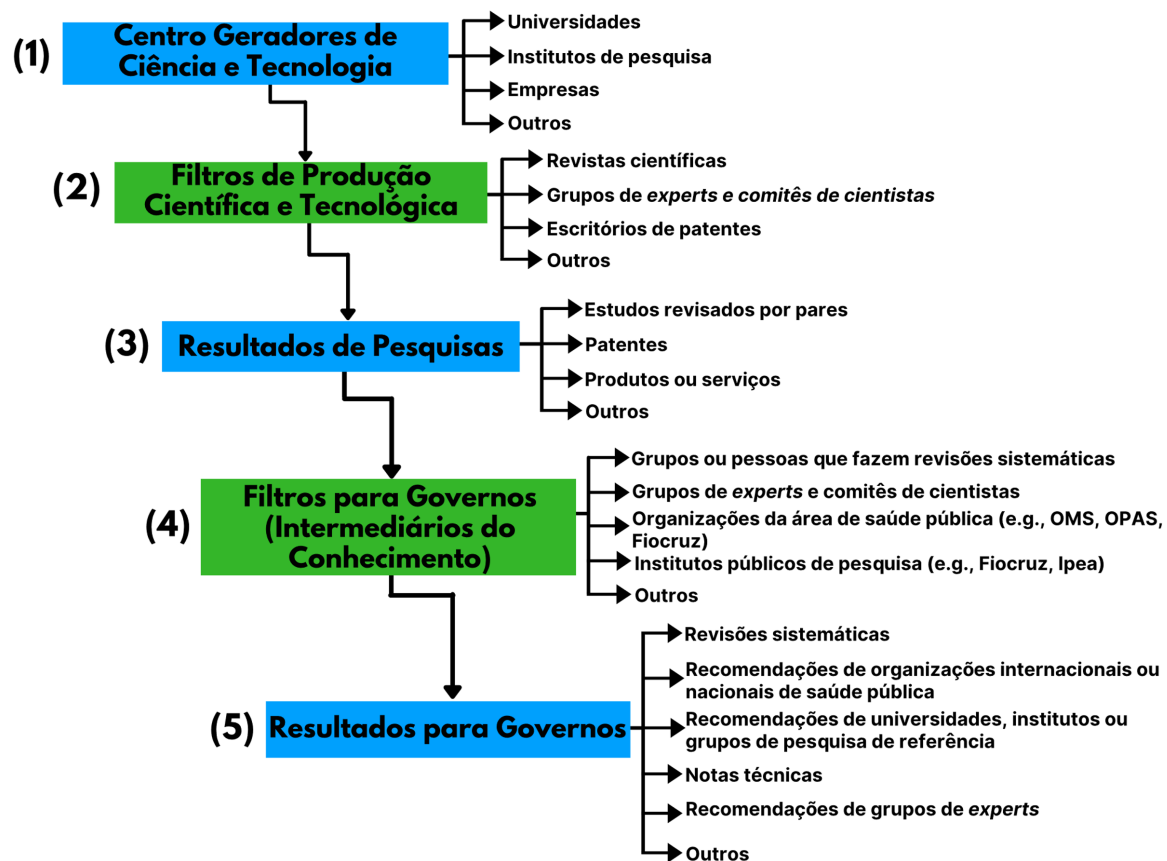 (1)
Centro Geradores de
Ciência e Tecnologia
Universidades
Institutos de pesquisa
Empresas
Outros
(2)
Filtros de Produção
Científica e Tecnológica
Revistas científicas
Grupos de experts e comitês de cientistas
Escritórios de patentes
Outros
(3)
Resultados de Pesquisas
Estudos revisados por pares
Patentes
Produtos ou serviços
Outros
(4)
Filtros para Governos
(Intermediários do
Conhecimento)
Grupos ou pessoas que fazem revisões sistemáticas
Grupos de experts e comitês de cientistas
Organizações da área de saúde pública (e.g., OMS, OPAS,
Fiocruz)
Institutos públicos de pesquisa (e.g., Fiocruz, Ipea)
Outros
(5)
Resultados para Governos
Revisões sistemáticas
Recomendações de organizações internacionais ou
nacionais de saúde pública
Recomendações de universidades, institutos ou
grupos de pesquisa de referência
Notas técnicas
Recomendações de grupos de experts
Outros